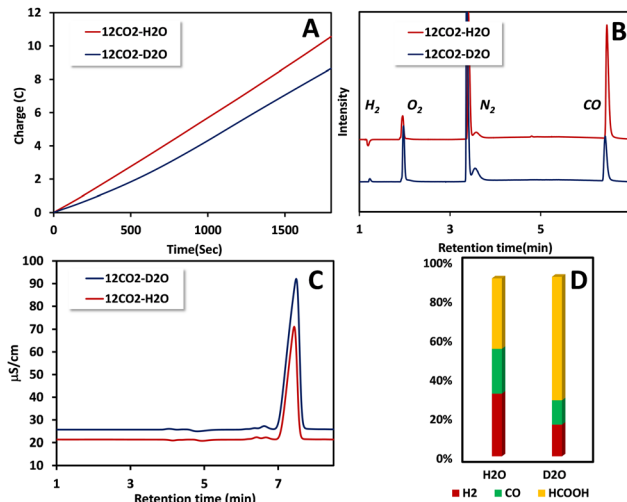 A
12CO2-H2O
12CO2-D2O
Charge (C)
12
10
8
6
4
2
0
0 500 1000 1500
Time(Sec)
B
12CO2-H2O
12CO2-D2O
Intensity
H2 O2 N2 CO
1 3 5
Retention time(min)
C
12CO2-D2O
12CO2-H2O
µS/cm
100
90
80
70
60
50
40
30
20
10
1 3 5 7
Retention time (min)
D
100%
80%
60%
40%
20%
0%
H2O D2O
H2 CO HCOOH